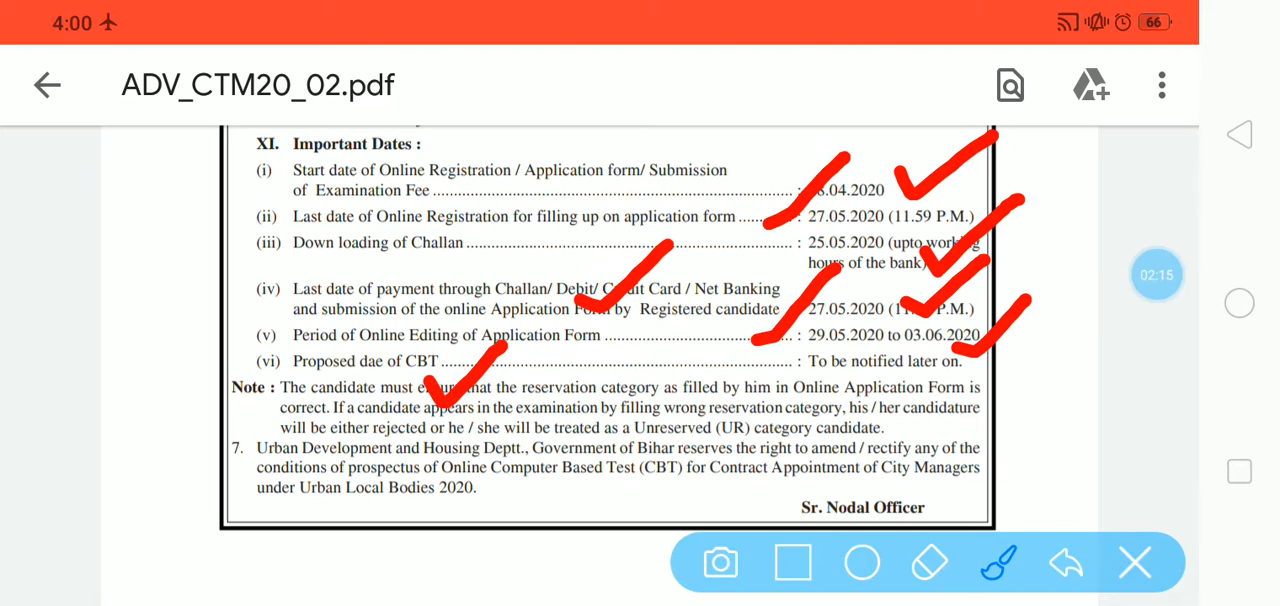 4:00
66
ADV_CTM20_02.pdf
XI. Important Dates :
(i) Start date of Online Registration / Application form/ Submission
of Examination Fee ........ : .04.2020
(ii) Last date of Online Registration for filling up on application form ...... : 27.05.2020 (11.59 P.M.)
(iii) Down loading of Challan ........ : 25.05.2020 (upto working
hours of the bank)
(iv) Last date of payment through Challan/ Debit/ Credit Card / Net Banking
and submission of the online Application Form by Registered candidate 27.05.2020 ( P.M.)
(v) Period of Online Editing of Application Form ........ : 29.05.2020 to 03.06.2020
(vi) Proposed dae of CBT ........ : To be notified later on.
Note : The candidate must ensure that the reservation category as filled by him in Online Application Form is
correct. If a candidate appears in the examination by filling wrong reservation category, his / her candidature
will be either rejected or he / she will be treated as a Unreserved (UR) category candidate.
7. Urban Development and Housing Deptt., Government of Bihar reserves the right to amend / rectify any of the
conditions of prospectus of Online Computer Based Test (CBT) for Contract Appointment of City Managers
under Urban Local Bodies 2020.
Sr. Nodal Officer
02:15